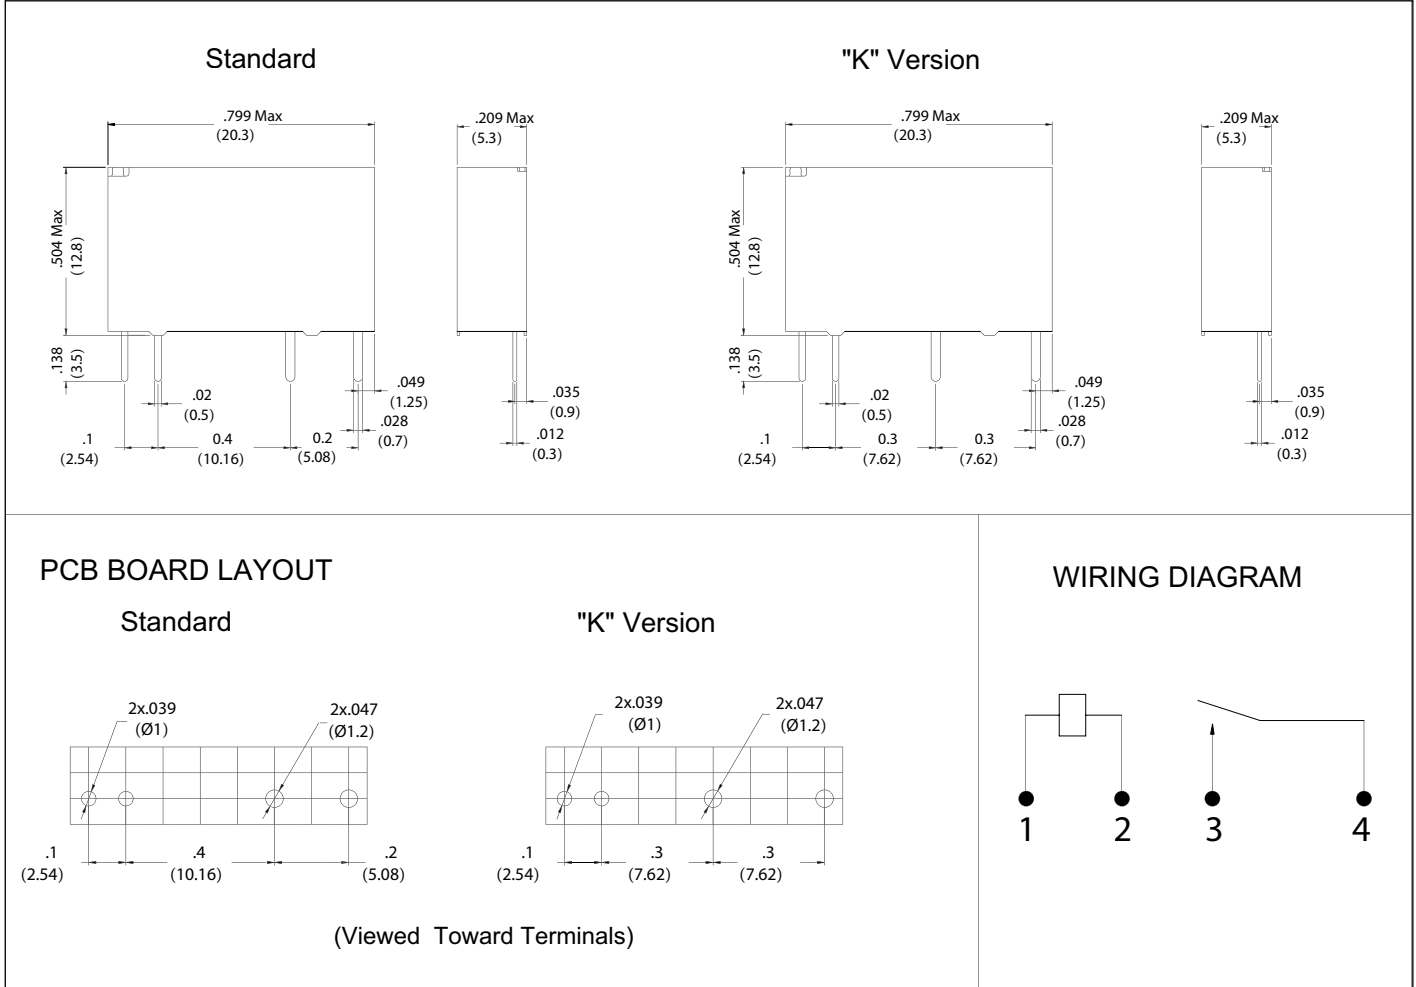 Standard
"K" Version
.799 Max
(20.3)
.209 Max
(5.3)
.504 Max
(12.8)
.138
(3.5)
.02
(0.5)
.049
(1.25)
.028
(0.7)
.1
(2.54)
0.4
(10.16)
0.2
(5.08)
.035
(0.9)
.012
(0.3)
.799 Max
(20.3)
.209 Max
(5.3)
.504 Max
(12.8)
.138
(3.5)
.02
(0.5)
.049
(1.25)
.028
(0.7)
.1
(2.54)
0.3
(7.62)
0.3
(7.62)
.035
(0.9)
.012
(0.3)
PCB BOARD LAYOUT
Standard
"K" Version
2x.039
(Ø1)
2x.047
(Ø1.2)
.1
(2.54)
.4
(10.16)
.2
(5.08)
2x.039
(Ø1)
2x.047
(Ø1.2)
.1
(2.54)
.3
(7.62)
.3
(7.62)
(Viewed Toward Terminals)
WIRING DIAGRAM
1 2 3 4